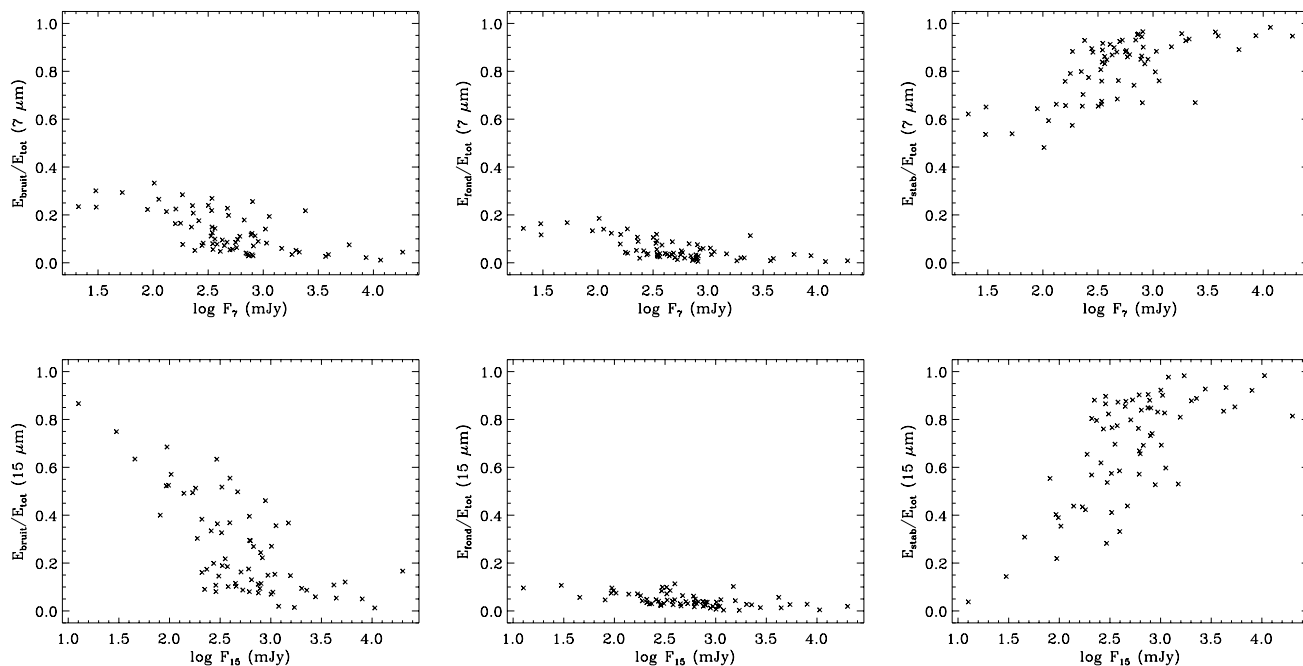 E_bruit/E_tot (7 μm)
1.0
0.8
0.6
0.4
0.2
0.0
1.5 2.0 2.5 3.0 3.5 4.0
log F_7 (mJy)
E_fond/E_tot (7 μm)
1.0
0.8
0.6
0.4
0.2
0.0
1.5 2.0 2.5 3.0 3.5 4.0
log F_7 (mJy)
E_stab/E_tot (7 μm)
1.0
0.8
0.6
0.4
0.2
0.0
1.5 2.0 2.5 3.0 3.5 4.0
log F_7 (mJy)
E_bruit/E_tot (15 μm)
1.0
0.8
0.6
0.4
0.2
0.0
1.0 1.5 2.0 2.5 3.0 3.5 4.0
log F_15 (mJy)
E_fond/E_tot (15 μm)
1.0
0.8
0.6
0.4
0.2
0.0
1.0 1.5 2.0 2.5 3.0 3.5 4.0
log F_15 (mJy)
E_stab/E_tot (15 μm)
1.0
0.8
0.6
0.4
0.2
0.0
1.0 1.5 2.0 2.5 3.0 3.5 4.0
log F_15 (mJy)